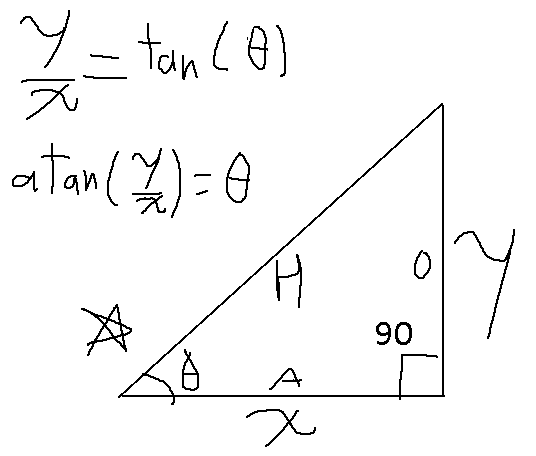 y/x = tan(θ)
atan(y/x) = θ
H
O
y
90
θ
A
x